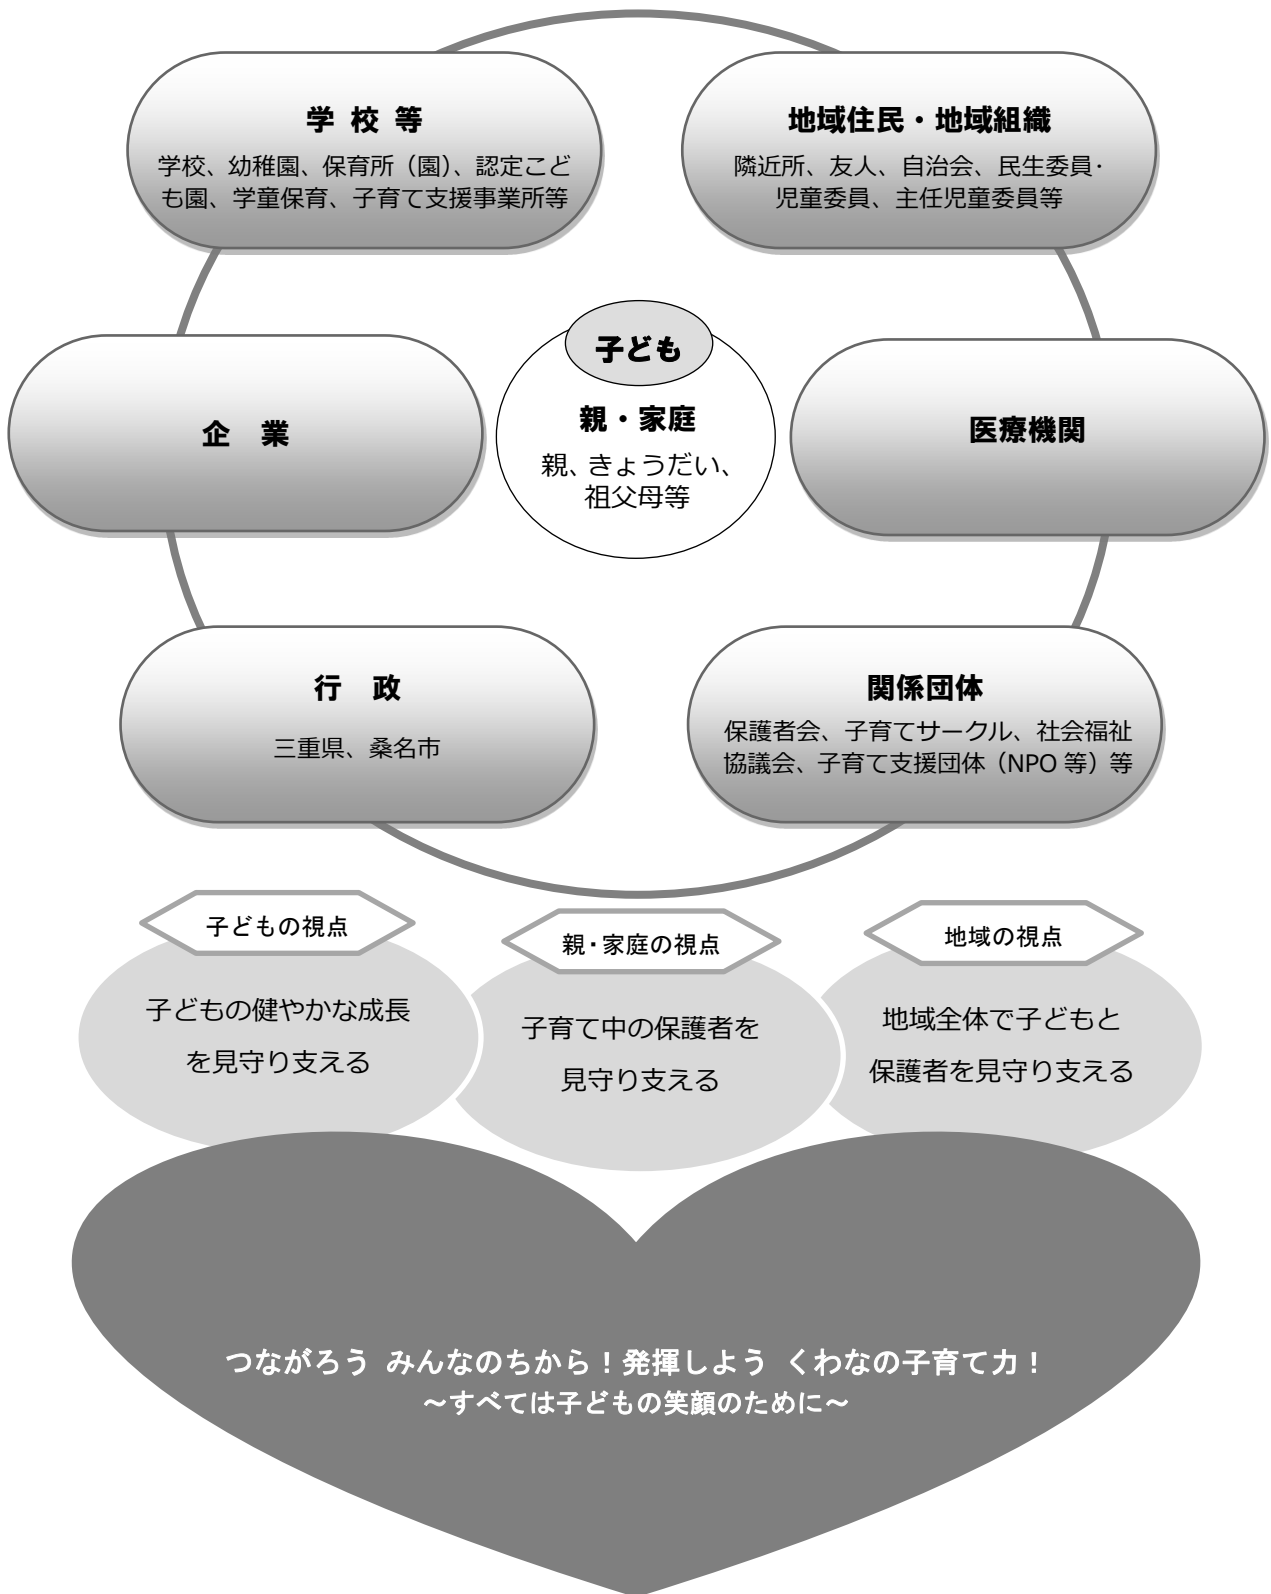 学 校 等
学校、幼稚園、保育所（園）、認定こど
も園、学童保育、子育て支援事業所等
地域住民・地域組織
隣近所、友人、自治会、民生委員・
児童委員、主任児童委員等
企　業
子ども
親・家庭
親、きょうだい、
祖父母等
医療機関
行　政
三重県、桑名市
関係団体
保護者会、子育てサークル、社会福祉
協議会、子育て支援団体（NPO 等）等
子どもの視点
子どもの健やかな成長
を見守り支える
親・家庭の視点
子育て中の保護者を
見守り支える
地域の視点
地域全体で子どもと
保護者を見守り支える
つながろう みんなのちから！発揮しよう くわなの子育て力！
～すべては子どもの笑顔のために～